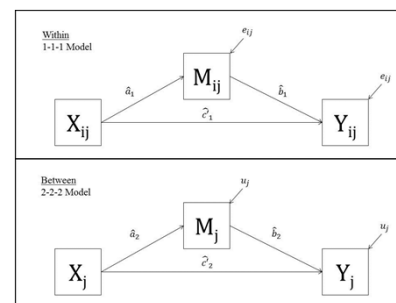 Within
1-1-1 Model
e_ij
M_ij
e_ij
â_1
b̂_1
X_ij
ĉ'_1
Y_ij
Between
2-2-2 Model
u_j
M_j
u_j
â_2
b̂_2
X_j
ĉ'_2
Y_j